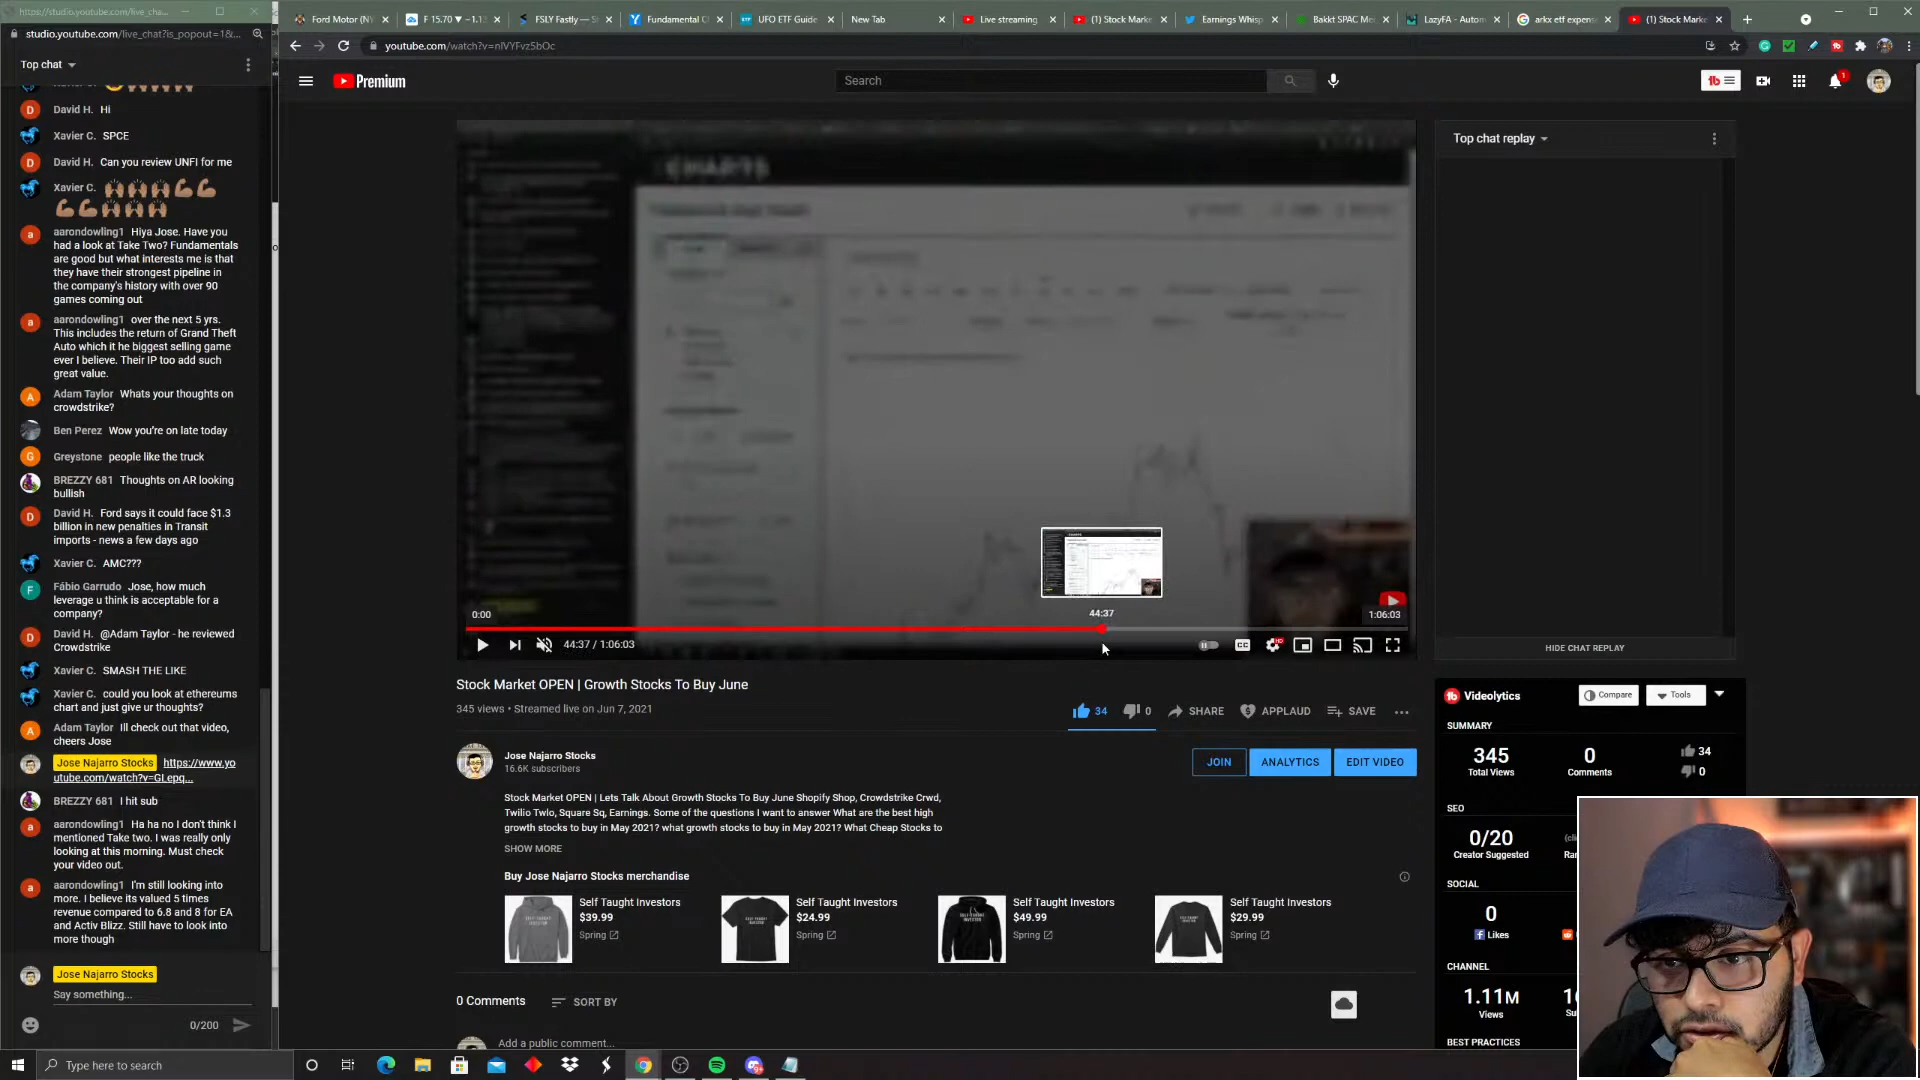 https://studio.youtube.com/live_cha...
studio.youtube.com/live_chat?is_popout=1&...
Top chat
David H. Hi
Xavier C. SPCE
David H. Can you review UNFI for me
Xavier C.
aarondowling1 Hiya Jose. Have you
had a look at Take Two? Fundamentals
are good but what interests me is that
they have their strongest pipeline in
the company's history with over 90
games coming out
aarondowling1 over the next 5 yrs.
This includes the return of Grand Theft
Auto which it he biggest selling game
ever I believe. Their IP too add such
great value.
Adam Taylor Whats your thoughts on
crowdstrike?
Ben Perez Wow you're on late today
Greystone people like the truck
BREZZY 681 Thoughts on AR looking
bullish
David H. Ford says it could face $1.3
billion in new penalties in Transit
imports - news a few days ago
Xavier C. AMC???
Fábio Garrudo Jose, how much
leverage u think is acceptable for a
company?
David H. @Adam Taylor - he reviewed
Crowdstrike
Xavier C. SMASH THE LIKE
Xavier C. could you look at ethereums
chart and just give ur thoughts?
Adam Taylor Ill check out that video,
cheers Jose
Jose Najarro Stocks https://www.yo
utube.com/watch?v=GLepq...
BREZZY 681 I hit sub
aarondowling1 Ha ha no I don't think I
mentioned Take two. I was really only
looking at this morning. Must check
your video out.
aarondowling1 I'm still looking into
more. I believe its valued 5 times
revenue compared to 6.8 and 8 for EA
and Activ Blizz. Still have to look into
more though
Jose Najarro Stocks
Say something...
0/200
Ford Motor (NY
F 15.70 ▼ -1.13
FSLY Fastly — St
Fundamental C
UFO ETF Guide
New Tab
Live streaming
(1) Stock Marke
Earnings Whisp
Bakkt SPAC Me
LazyFA - Autom
arkx etf expens
(1) Stock Marke
youtube.com/watch?v=nIVYFvz5bOc
Premium
Search
1
CHARTS
44:37
0:00
1:06:03
44:37 / 1:06:03
CC
HD
Stock Market OPEN | Growth Stocks To Buy June
345 views • Streamed live on Jun 7, 2021
34
0
SHARE
APPLAUD
SAVE
Jose Najarro Stocks
16.6K subscribers
JOIN
ANALYTICS
EDIT VIDEO
Stock Market OPEN | Lets Talk About Growth Stocks To Buy June Shopify Shop, Crowdstrike Crwd,
Twilio Twlo, Square Sq, Earnings. Some of the questions I want to answer What are the best high
growth stocks to buy in May 2021? what growth stocks to buy in May 2021? What Cheap Stocks to
SHOW MORE
Buy Jose Najarro Stocks merchandise
Self Taught Investors
$39.99
Spring
Self Taught Investors
$24.99
Spring
Self Taught Investors
$49.99
Spring
Self Taught Investors
$29.99
Spring
0 Comments
SORT BY
Add a public comment...
Top chat replay
HIDE CHAT REPLAY
Videolytics
Compare
Tools
SUMMARY
345
Total Views
0
Comments
34
0
SEO
0/20
Creator Suggested
SOCIAL
0
Likes
CHANNEL
1.11M
Views
BEST PRACTICES
Type here to search